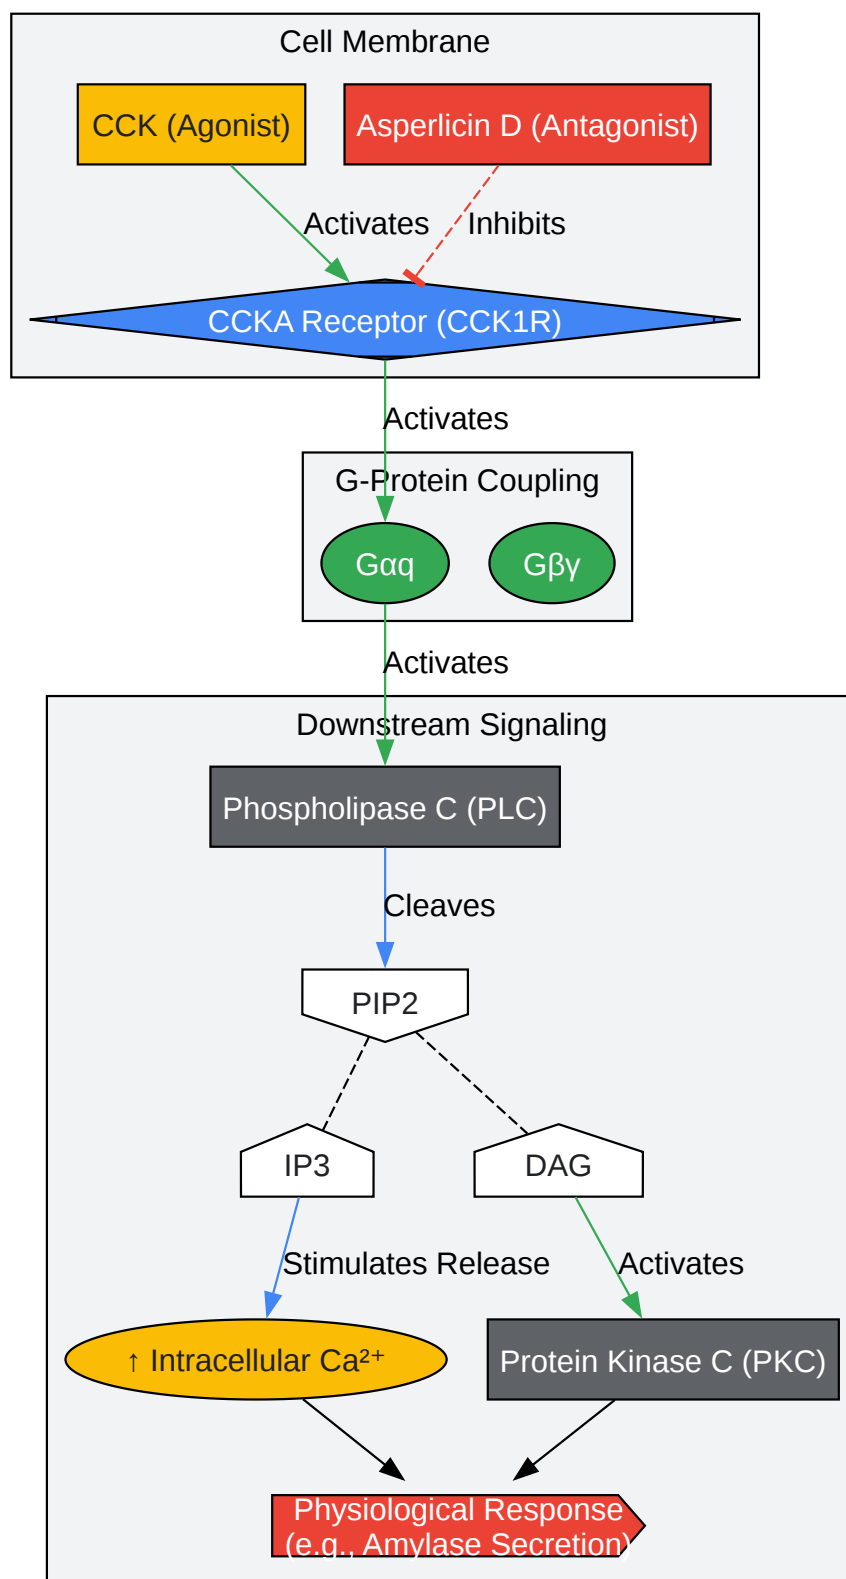 Cell Membrane
CCK (Agonist)
Asperlicin D (Antagonist)
Activates
Inhibits
CCKA Receptor (CCK1R)
Activates
G-Protein Coupling
Gαq
Gβγ
Activates
Downstream Signaling
Phospholipase C (PLC)
Cleaves
PIP2
IP3
DAG
Stimulates Release
Activates
↑ Intracellular Ca²⁺
Protein Kinase C (PKC)
Physiological Response
(e.g., Amylase Secretion)